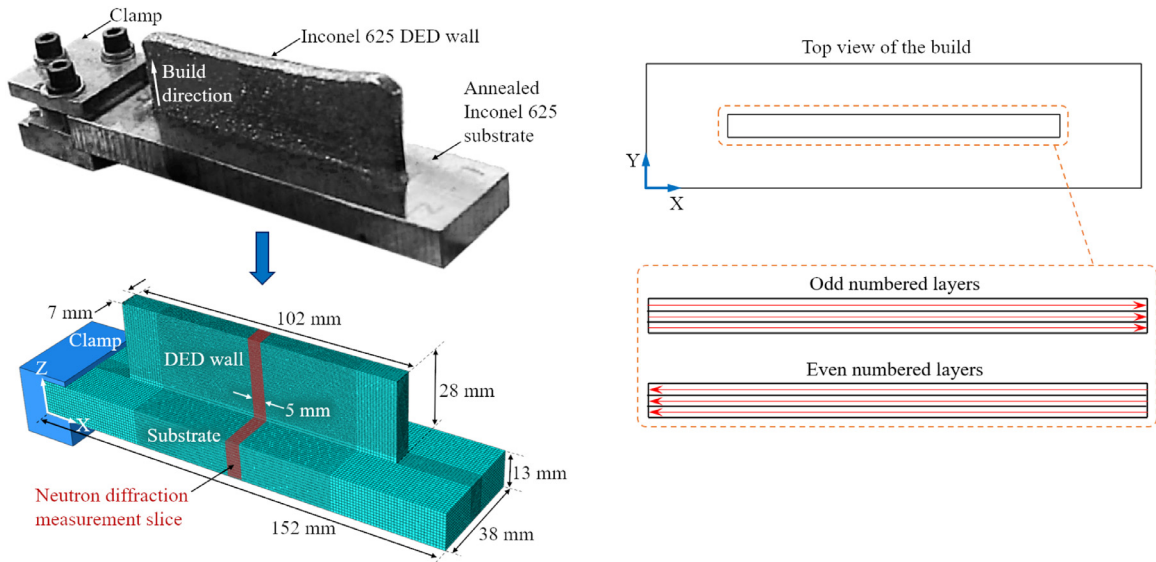 Clamp
Inconel 625 DED wall
Build
direction
Annealed
Inconel 625
substrate
7 mm
102 mm
Clamp
DED wall
Z
28 mm
5 mm
X
Substrate
13 mm
Neutron diffraction
measurement slice
152 mm
38 mm
Top view of the build
Y
X
Odd numbered layers
Even numbered layers